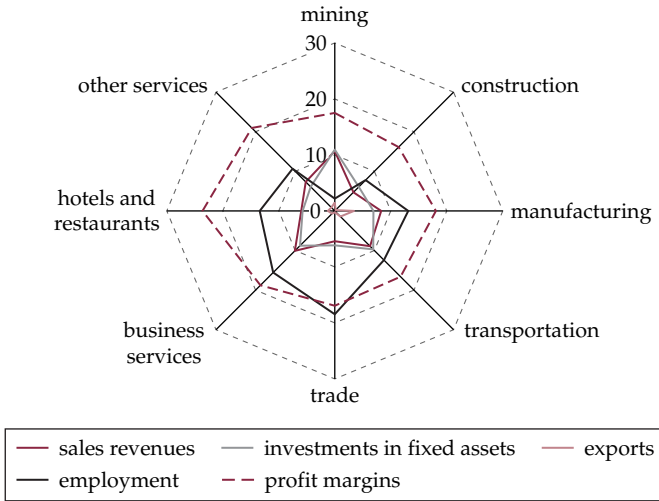 mining
30
other services
construction
20
10
hotels and
restaurants
0
manufacturing
business
services
transportation
trade
sales revenues
investments in fixed assets
exports
employment
profit margins